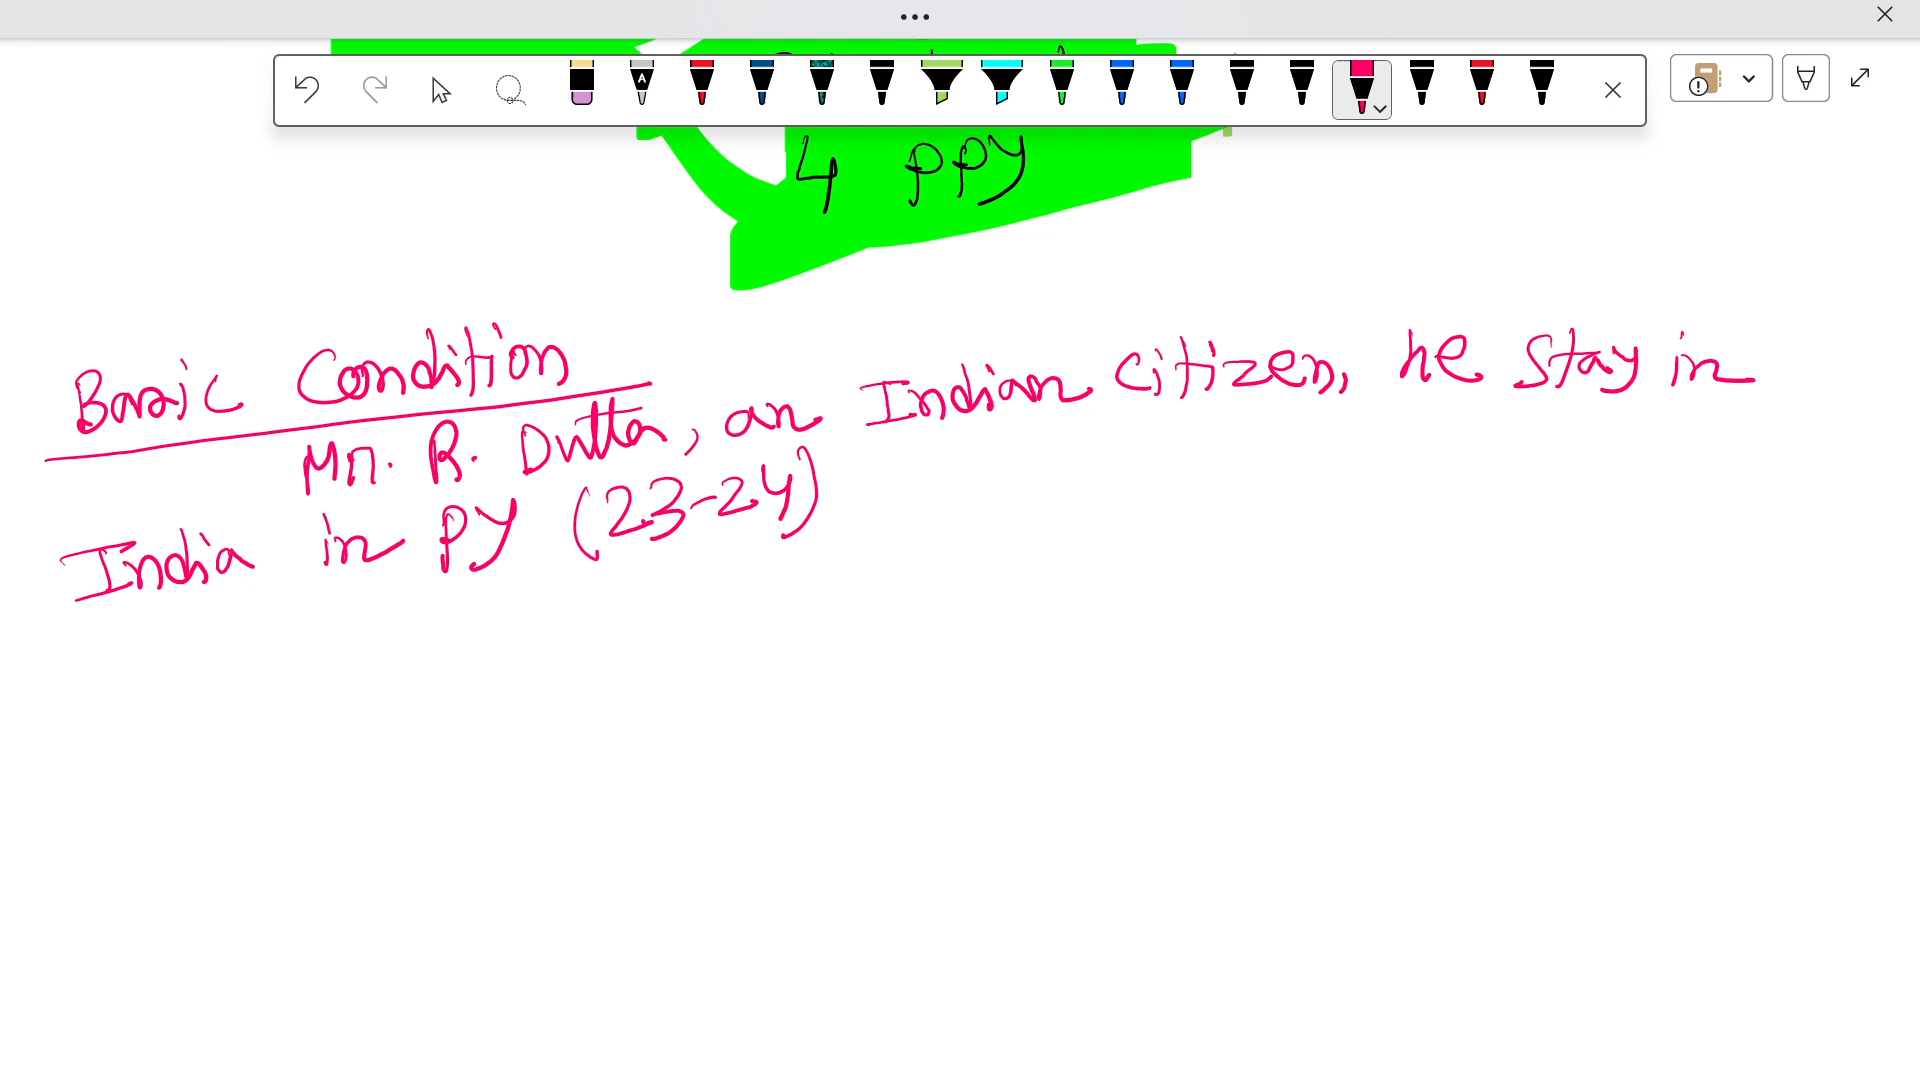 4 PPY
Basic Condition
Mr. R. Dutta, an Indian citizen, he stay in
India in PY (23-24)